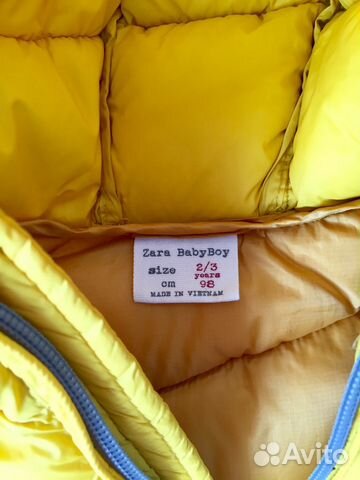 Zara BabyBoy
size 2/3
years
cm 98
MADE IN VIETNAM
Avito